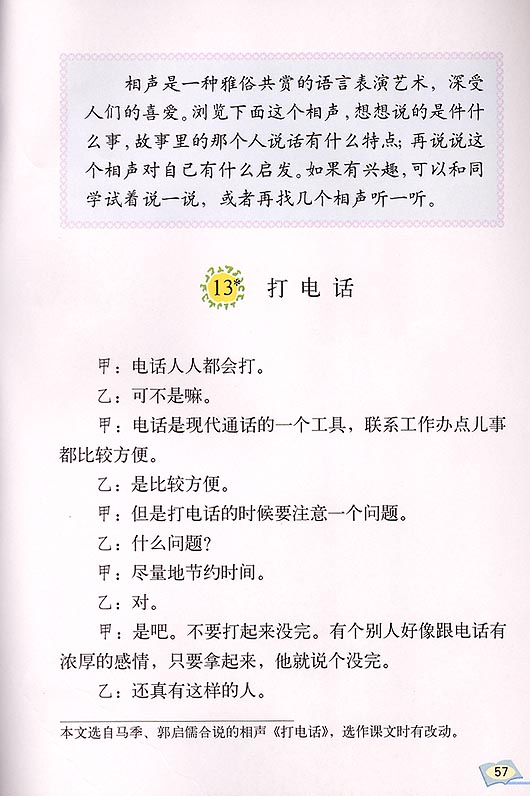 相声是一种雅俗共赏的语言表演艺术，深受
人们的喜爱。浏览下面这个相声，想想说的是件什
么事，故事里的那个人说话有什么特点；再说说这
个相声对自己有什么启发。如果有兴趣，可以和同
学试着说一说，或者再找几个相声听一听。
13* 打电话
甲：电话人人都会打。
乙：可不是嘛。
甲：电话是现代通话的一个工具，联系工作办点儿事
都比较方便。
乙：是比较方便。
甲：但是打电话的时候要注意一个问题。
乙：什么问题？
甲：尽量地节约时间。
乙：对。
甲：是吧。不要打起来没完。有个别人好像跟电话有
浓厚的感情，只要拿起来，他就说个没完。
乙：还真有这样的人。
本文选自马季、郭启儒合说的相声《打电话》，选作课文时有改动。
57